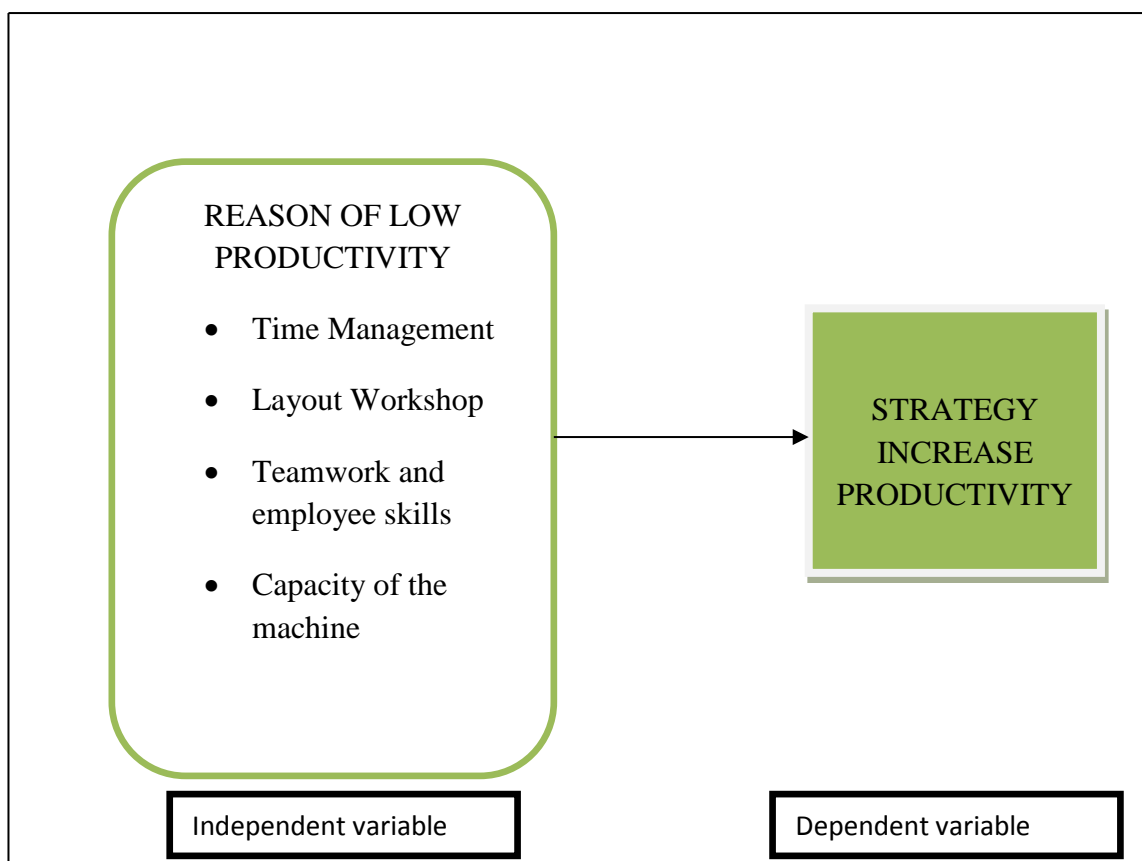 REASON OF LOW
PRODUCTIVITY
• Time Management
• Layout Workshop
• Teamwork and
employee skills
• Capacity of the
machine
STRATEGY
INCREASE
PRODUCTIVITY
Independent variable
Dependent variable